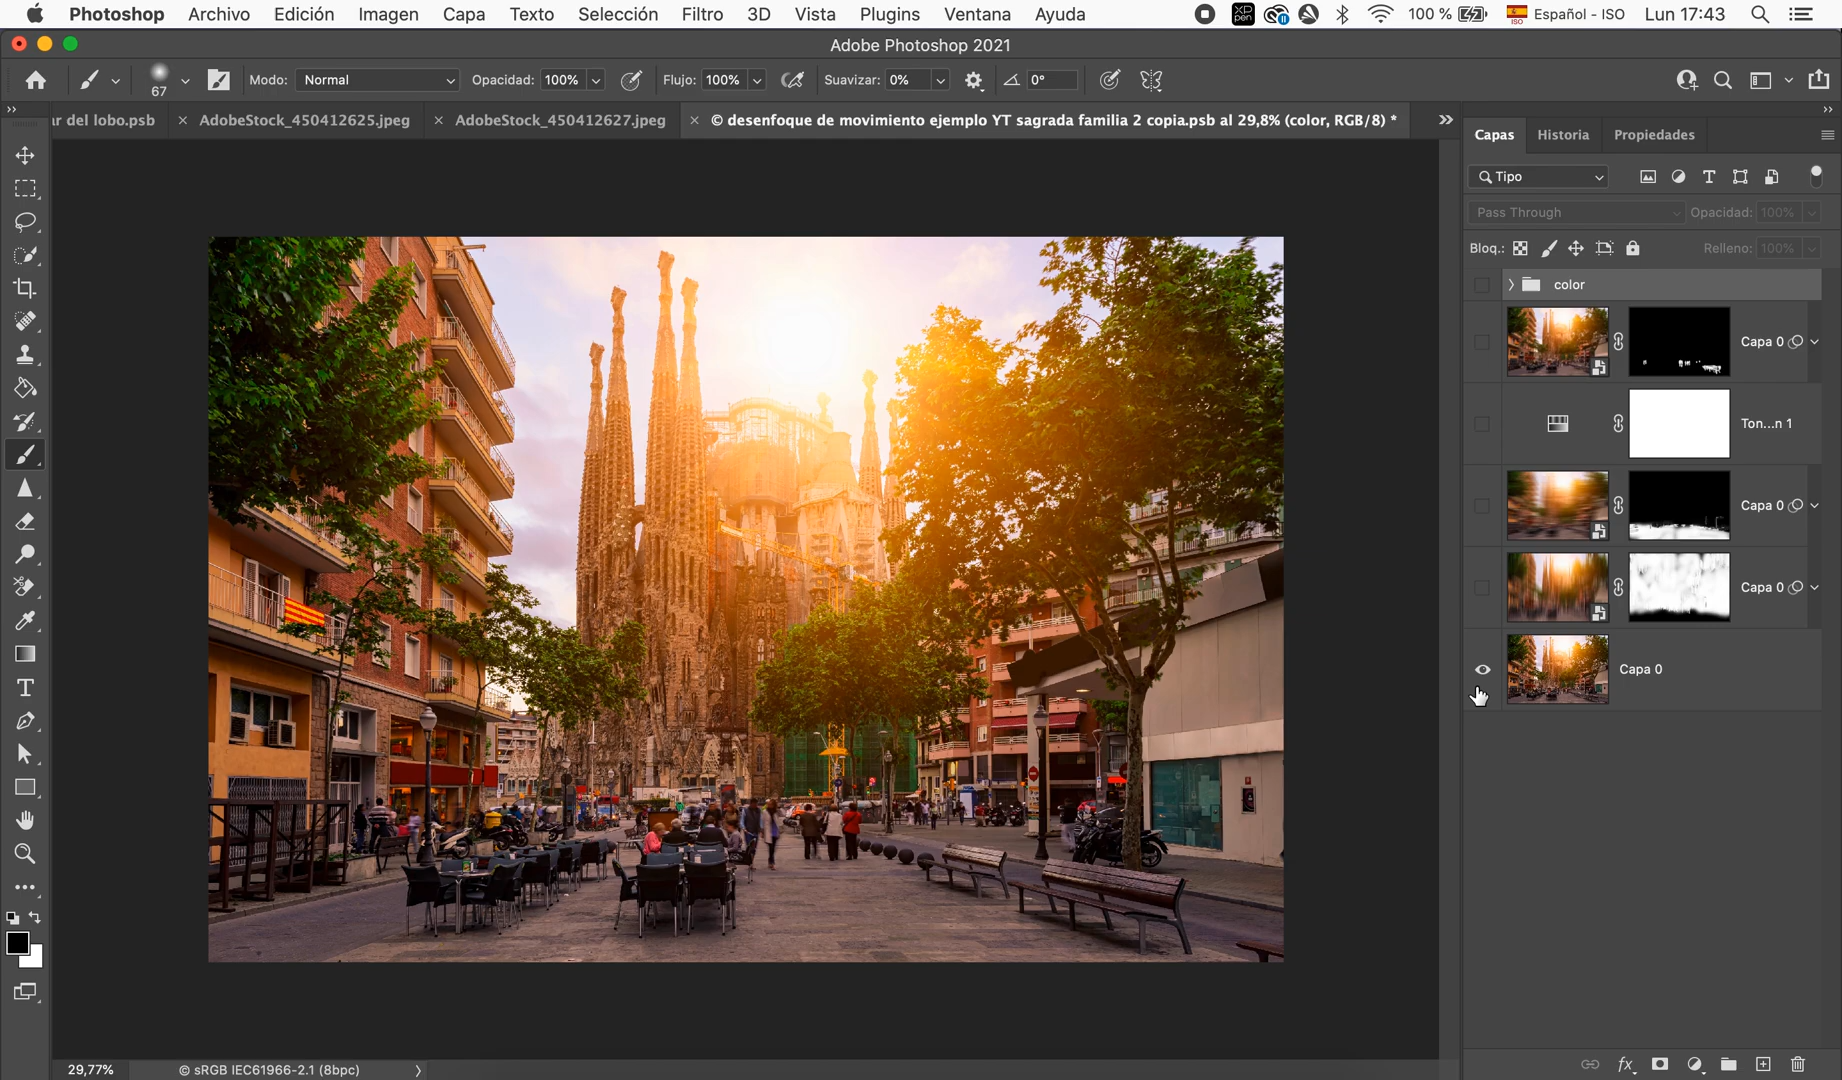 Photoshop Archivo Edición Imagen Capa Texto Selección Filtro 3D Vista Plugins Ventana Ayuda XP pen 100 % ISO Español - ISO Lun 17:43
Adobe Photoshop 2021
67 Modo: Normal Opacidad: 100% Flujo: 100% Suavizar: 0% 0°
r del lobo.psb × AdobeStock_450412625.jpeg × AdobeStock_450412627.jpeg × © desenfoque de movimiento ejemplo YT sagrada familia 2 copia.psb al 29,8% (color, RGB/8) *
Capas Historia Propiedades
Tipo
Pass Through Opacidad: 100%
Bloq.: Relleno: 100%
color
Capa 0
Ton...n 1
Capa 0
Capa 0
Capa 0
29,77% © sRGB IEC61966-2.1 (8bpc)
fx